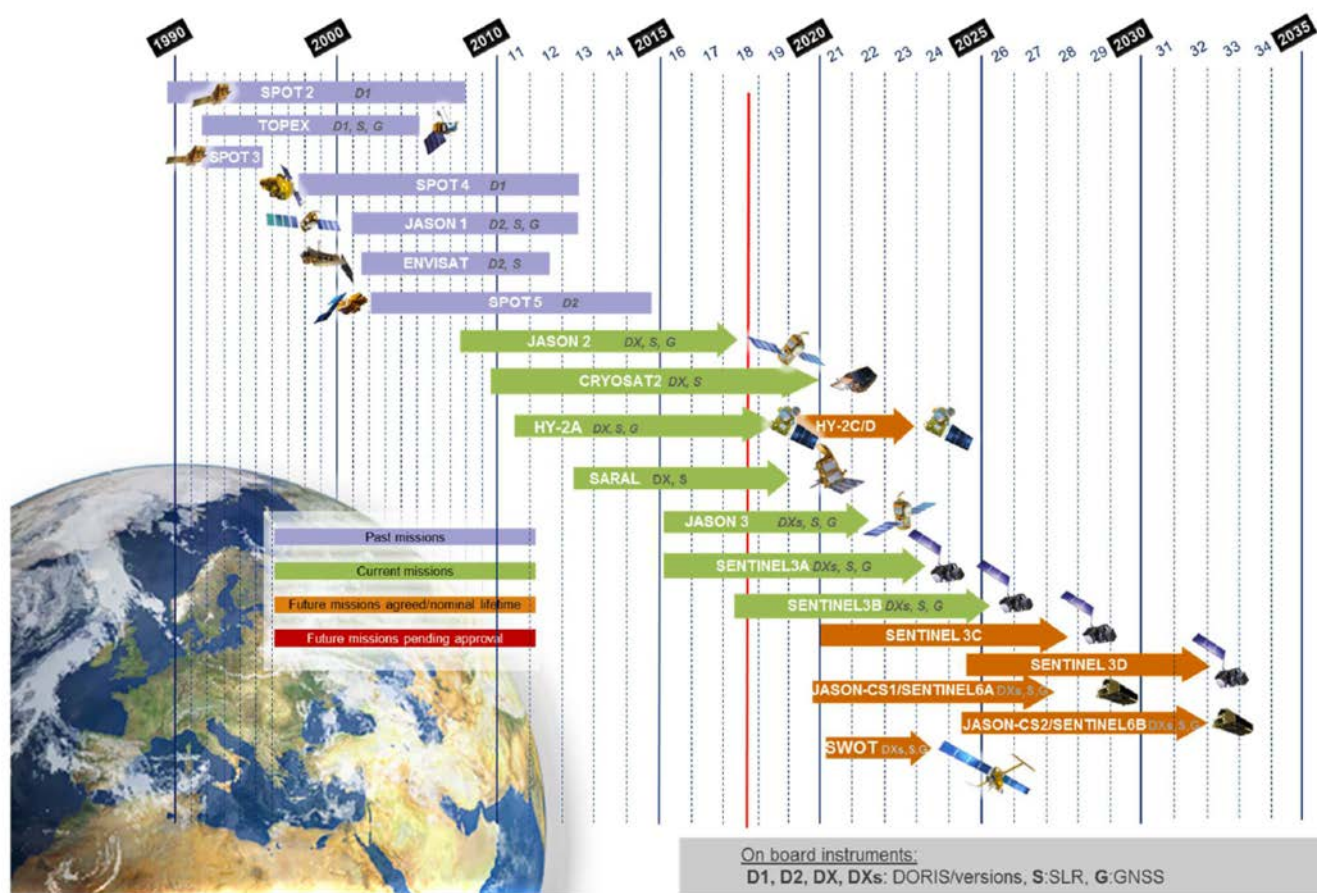 1990 2000 2010 11 12 13 14 2015 16 17 18 19 2020 21 22 23 24 2025 26 27 28 29 2030 31 32 33 34 2035
SPOT 2 D1
TOPEX D1, S, G
SPOT 3
SPOT 4 D1
JASON 1 D2, S, G
ENVISAT D2, S
SPOT 5 D2
JASON 2 DX, S, G
CRYOSAT2 DX, S
HY-2A DX, S, G HY-2C/D
SARAL DX, S
JASON 3 DXs, S, G
SENTINEL3A DXs, S, G
SENTINEL3B DXs, S, G
SENTINEL 3C
SENTINEL 3D
JASON-CS1/SENTINEL6A DXs, S, G
JASON-CS2/SENTINEL6B DXs, S, G
SWOT DXs, S, G
Past missions
Current missions
Future missions agreed/nominal lifetime
Future missions pending approval
On board instruments:
D1, D2, DX, DXs: DORIS/versions, S:SLR, G:GNSS